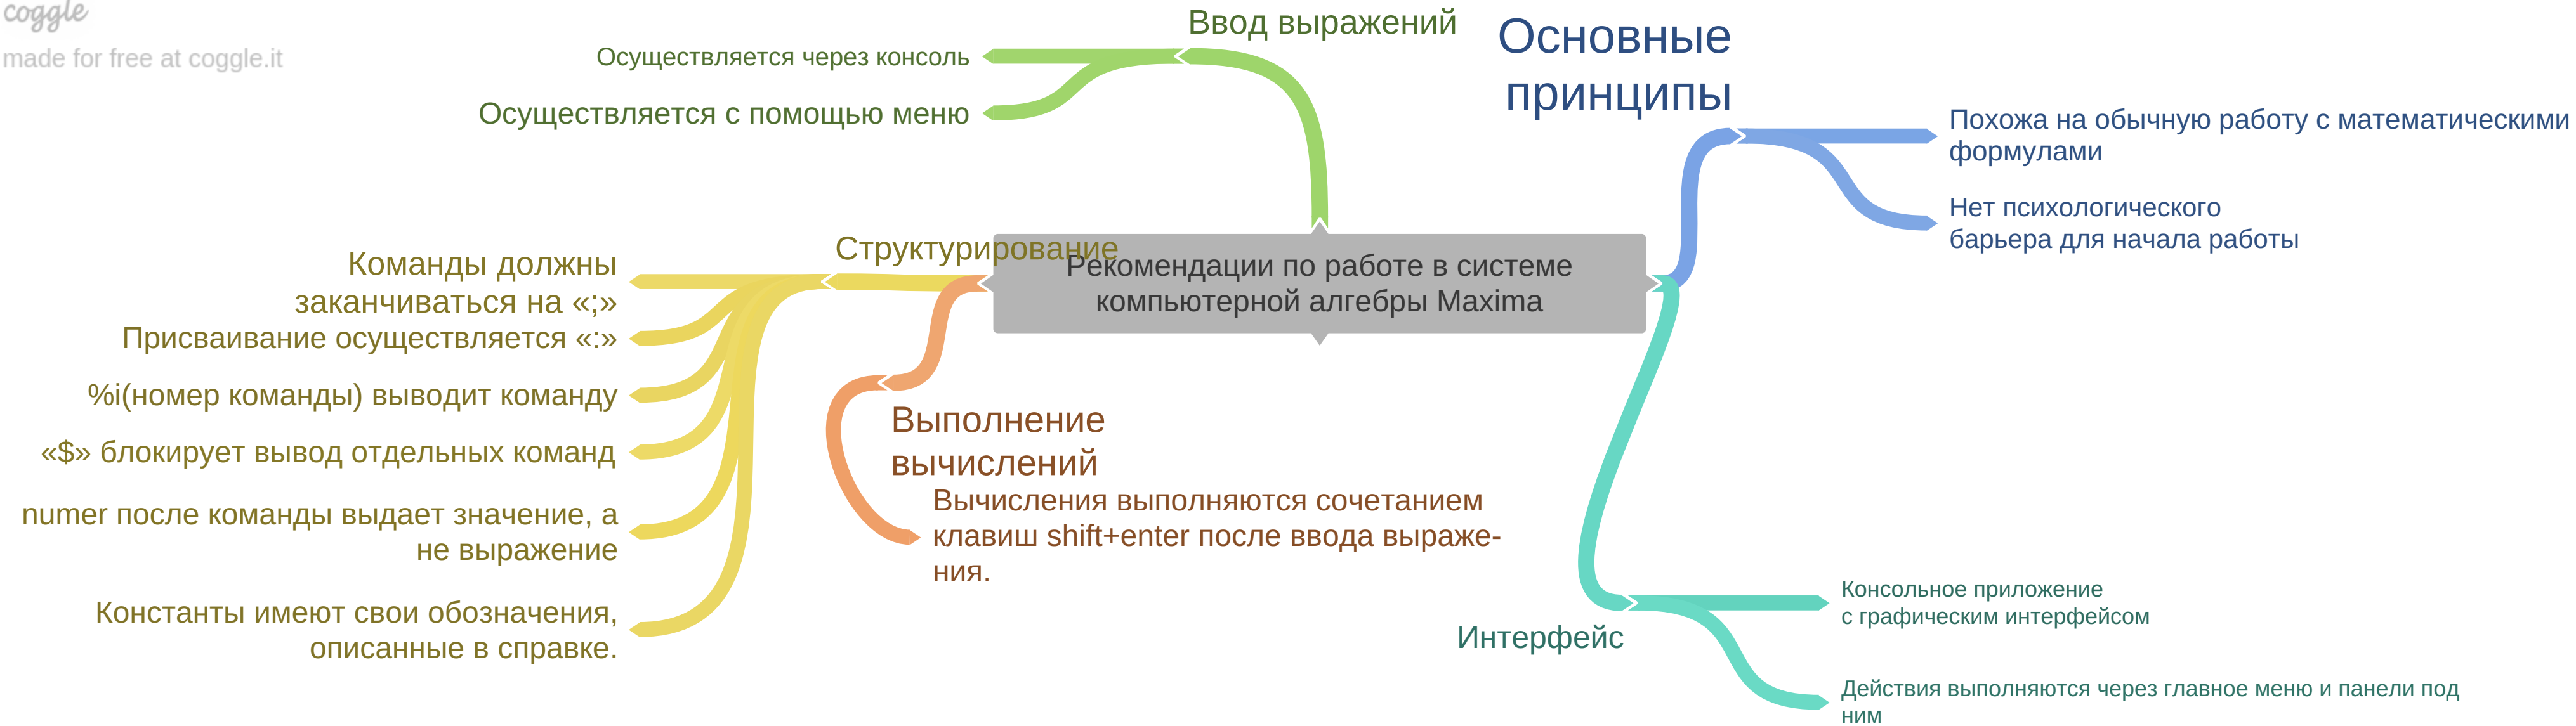 coggle
made for free at coggle.it
Ввод выражений
Осуществляется через консоль
Осуществляется с помощью меню
Основные
принципы
Похожа на обычную работу с математическими
формулами
Нет психологического
барьера для начала работы
Рекомендации по работе в системе
компьютерной алгебры Maxima
Структурирование
Команды должны
заканчиваться на «;»
Присваивание осуществляется «:»
%i(номер команды) выводит команду
«$» блокирует вывод отдельных команд
numer после команды выдает значение, а
не выражение
Константы имеют свои обозначения,
описанные в справке.
Выполнение
вычислений
Вычисления выполняются сочетанием
клавиш shift+enter после ввода выраже-
ния.
Интерфейс
Консольное приложение
с графическим интерфейсом
Действия выполняются через главное меню и панели под
ним